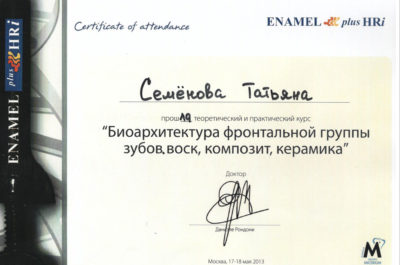 Certificate of attendance
ENAMEL plus HRi
ENAMEL plus HRi
Семёнова Татьяна
прошла теоретический и практический курс
"Биоархитектура фронтальной группы
зубов, воск, композит, керамика"
Доктор
Даниеле Рондони
Москва, 17-18 мая 2013
M